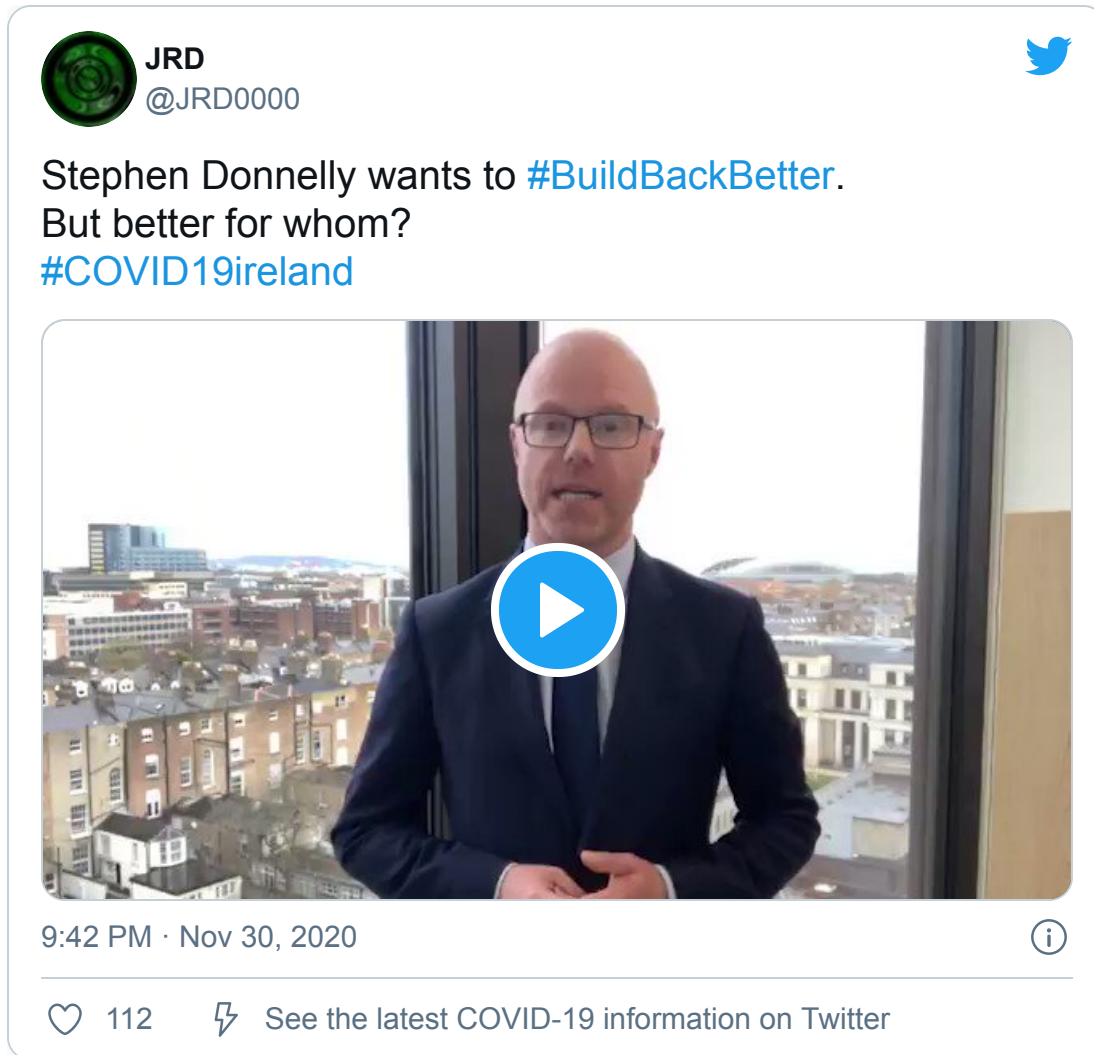 JRD
@JRD0000
Stephen Donnelly wants to #BuildBackBetter.
But better for whom?
#COVID19ireland
9:42 PM · Nov 30, 2020
112
See the latest COVID-19 information on Twitter